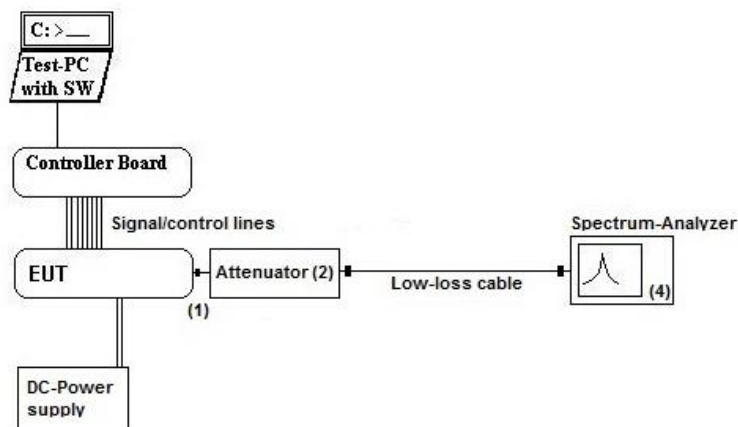 C:>__
Test-PC
with SW
Controller Board
Signal/control lines
Spectrum-Analyzer
EUT
Attenuator (2)
Low-loss cable
(4)
(1)
DC-Power
supply